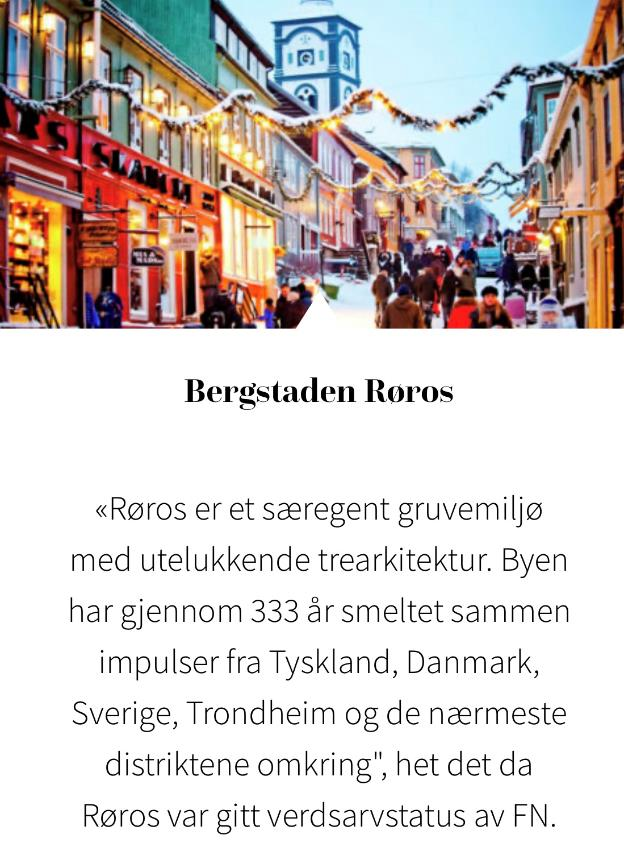 Bergstaden Røros
«Røros er et særegent gruvemiljø
med utelukkende trearkitektur. Byen
har gjennom 333 år smeltet sammen
impulser fra Tyskland, Danmark,
Sverige, Trondheim og de nærmeste
distriktene omkring", het det da
Røros var gitt verdsarvstatus av FN.